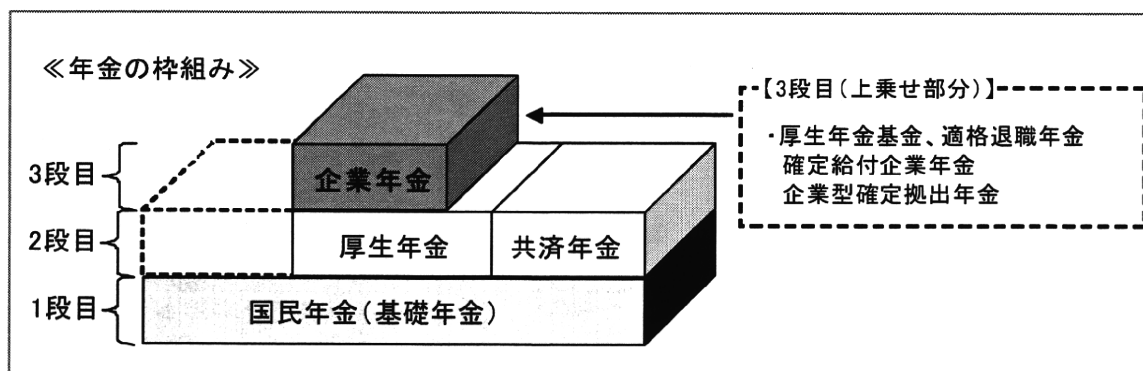 ≪年金の枠組み≫
3段目
2段目
1段目
企業年金
厚生年金
共済年金
国民年金(基礎年金)
【3段目(上乗せ部分)】
・厚生年金基金、適格退職年金
確定給付企業年金
企業型確定拠出年金